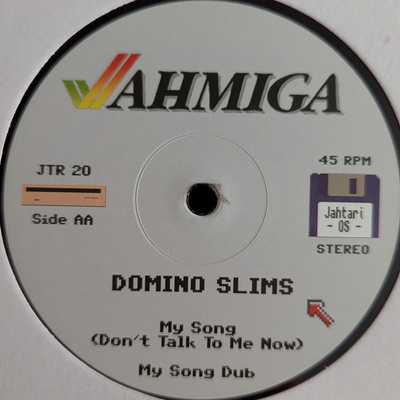 AHMIGA
JTR 20
45 RPM
Side AA
Jahtari
- OS -
STEREO
DOMINO SLIMS
My Song
(Don't Talk To Me Now)
My Song Dub